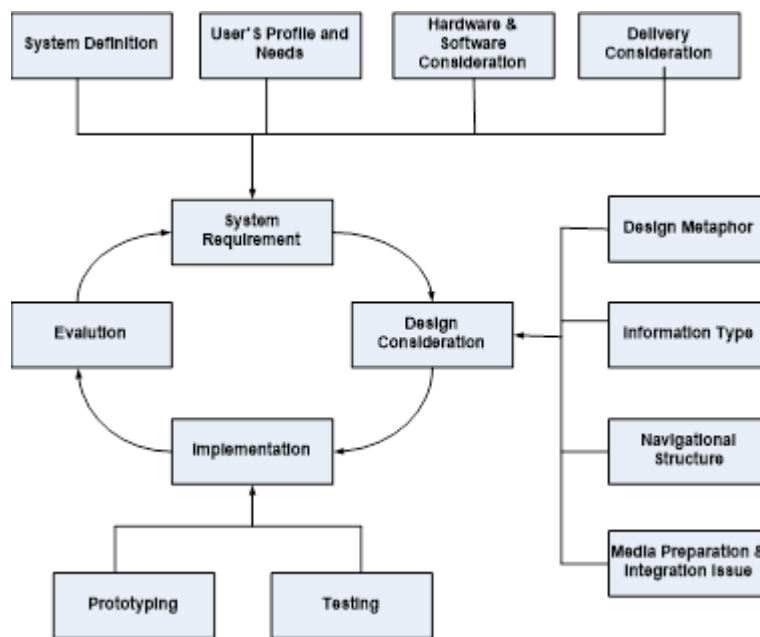 System Definition
User'S Profile and
Needs
Hardware &
Software
Consideration
Delivery
Consideration
System
Requirement
Design Metaphor
Evalution
Design
Consideration
Information Type
Implementation
Navigational
Structure
Media Preparation &
Integration Issue
Prototyping
Testing